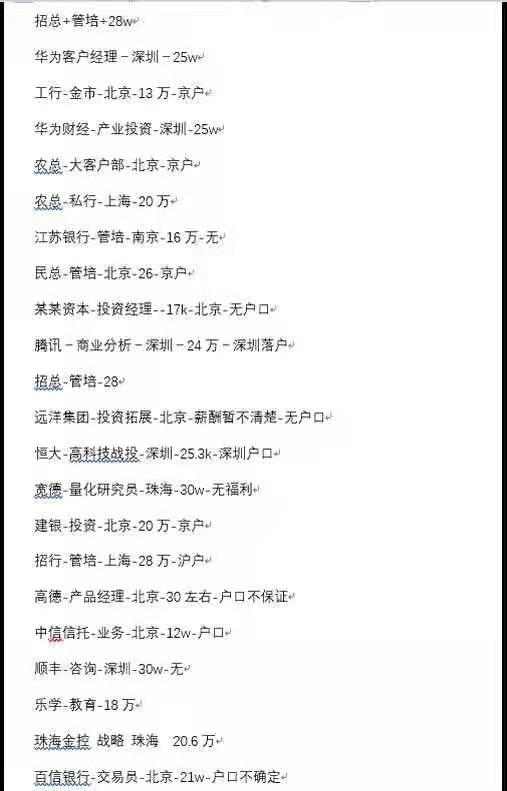 招总+管培+28w
华为客户经理–深圳–25w
工行-金市-北京-13 万-京户
华为财经-产业投资-深圳-25w
农总-大客户部-北京-京户
农总-私行-上海-20 万
江苏银行-管培-南京-16 万-无
民总-管培-北京-26-京户
某某资本-投资经理--17k-北京-无户口
腾讯–商业分析–深圳–24 万–深圳落户
招总-管培-28
远洋集团-投资拓展-北京-薪酬暂不清楚-无户口
恒大-高科技战投-深圳-25.3k-深圳户口
宽德-量化研究员-珠海-30w-无福利
建银-投资-北京-20 万-京户
招行-管培-上海-28 万-沪户
高德-产品经理-北京-30 左右-户口不保证
中信信托-业务-北京-12w-户口
顺丰-咨询-深圳-30w-无
乐学-教育-18 万
珠海金控 战略 珠海 20.6 万
百信银行-交易员-北京-21w-户口不确定